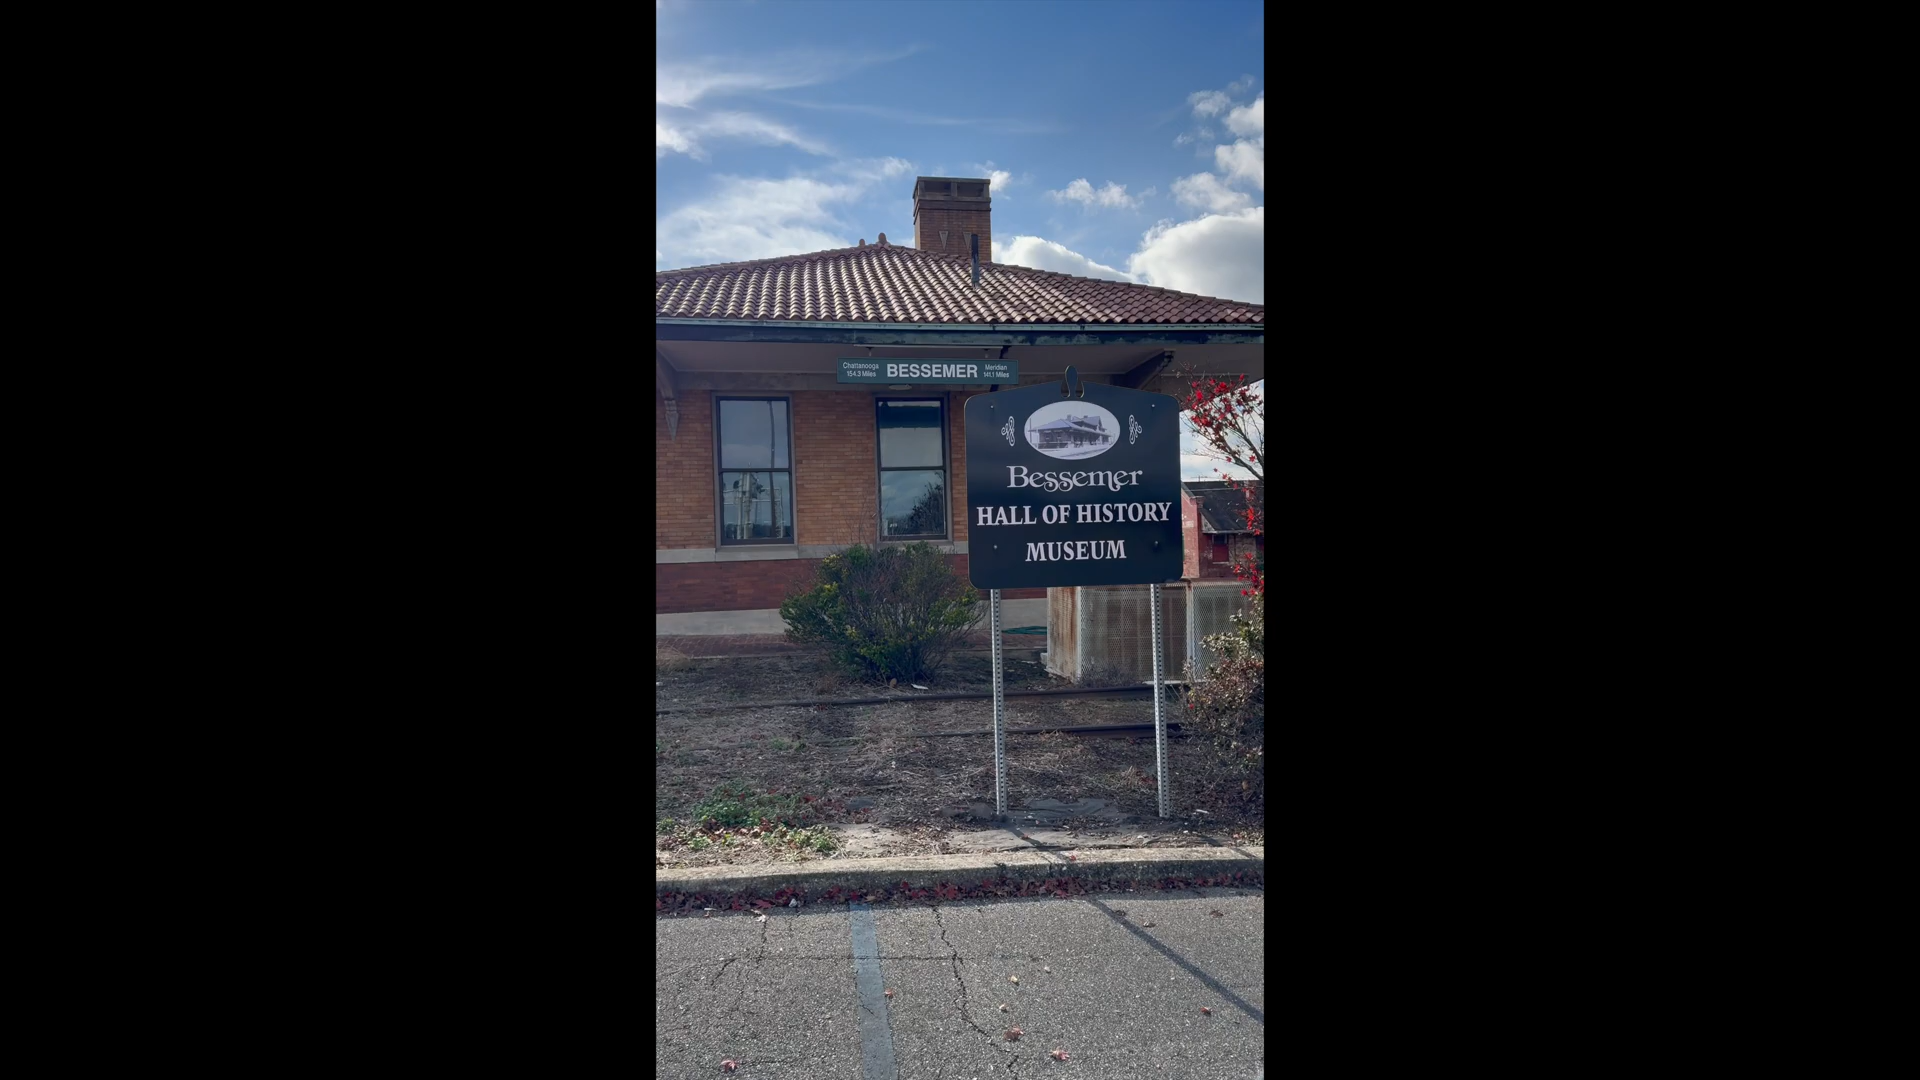 Chattanooga BESSEMER Meridian
154.3 Miles 141.1 Miles
Bessemer
HALL OF HISTORY
MUSEUM